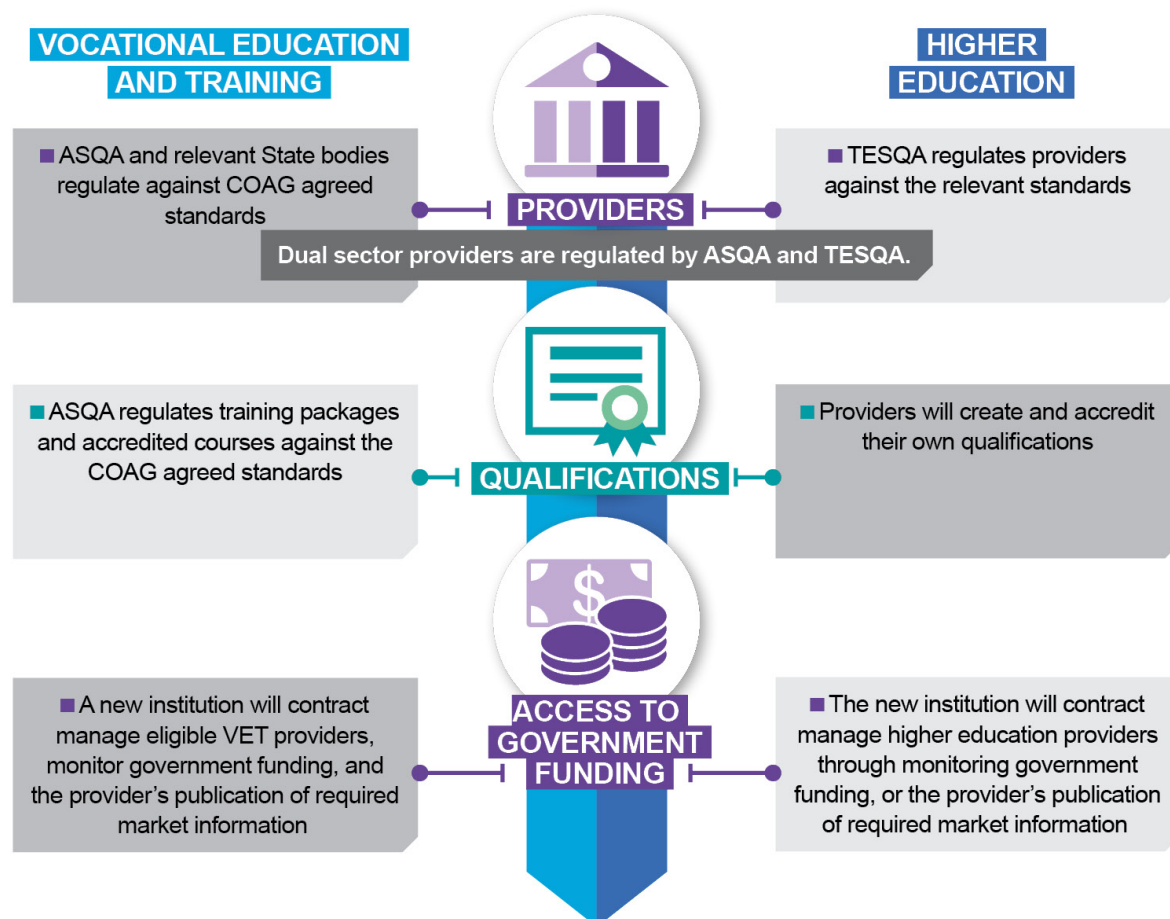 VOCATIONAL EDUCATION
AND TRAINING
HIGHER
EDUCATION
■ ASQA and relevant State bodies
regulate against COAG agreed
standards
PROVIDERS
■ TESQA regulates providers
against the relevant standards
Dual sector providers are regulated by ASQA and TESQA.
■ ASQA regulates training packages
and accredited courses against the
COAG agreed standards
QUALIFICATIONS
■ Providers will create and accredit
their own qualifications
$
■ A new institution will contract
manage eligible VET providers,
monitor government funding, and
the provider’s publication of required
market information
ACCESS TO
GOVERNMENT
FUNDING
■ The new institution will contract
manage higher education providers
through monitoring government
funding, or the provider’s publication
of required market information